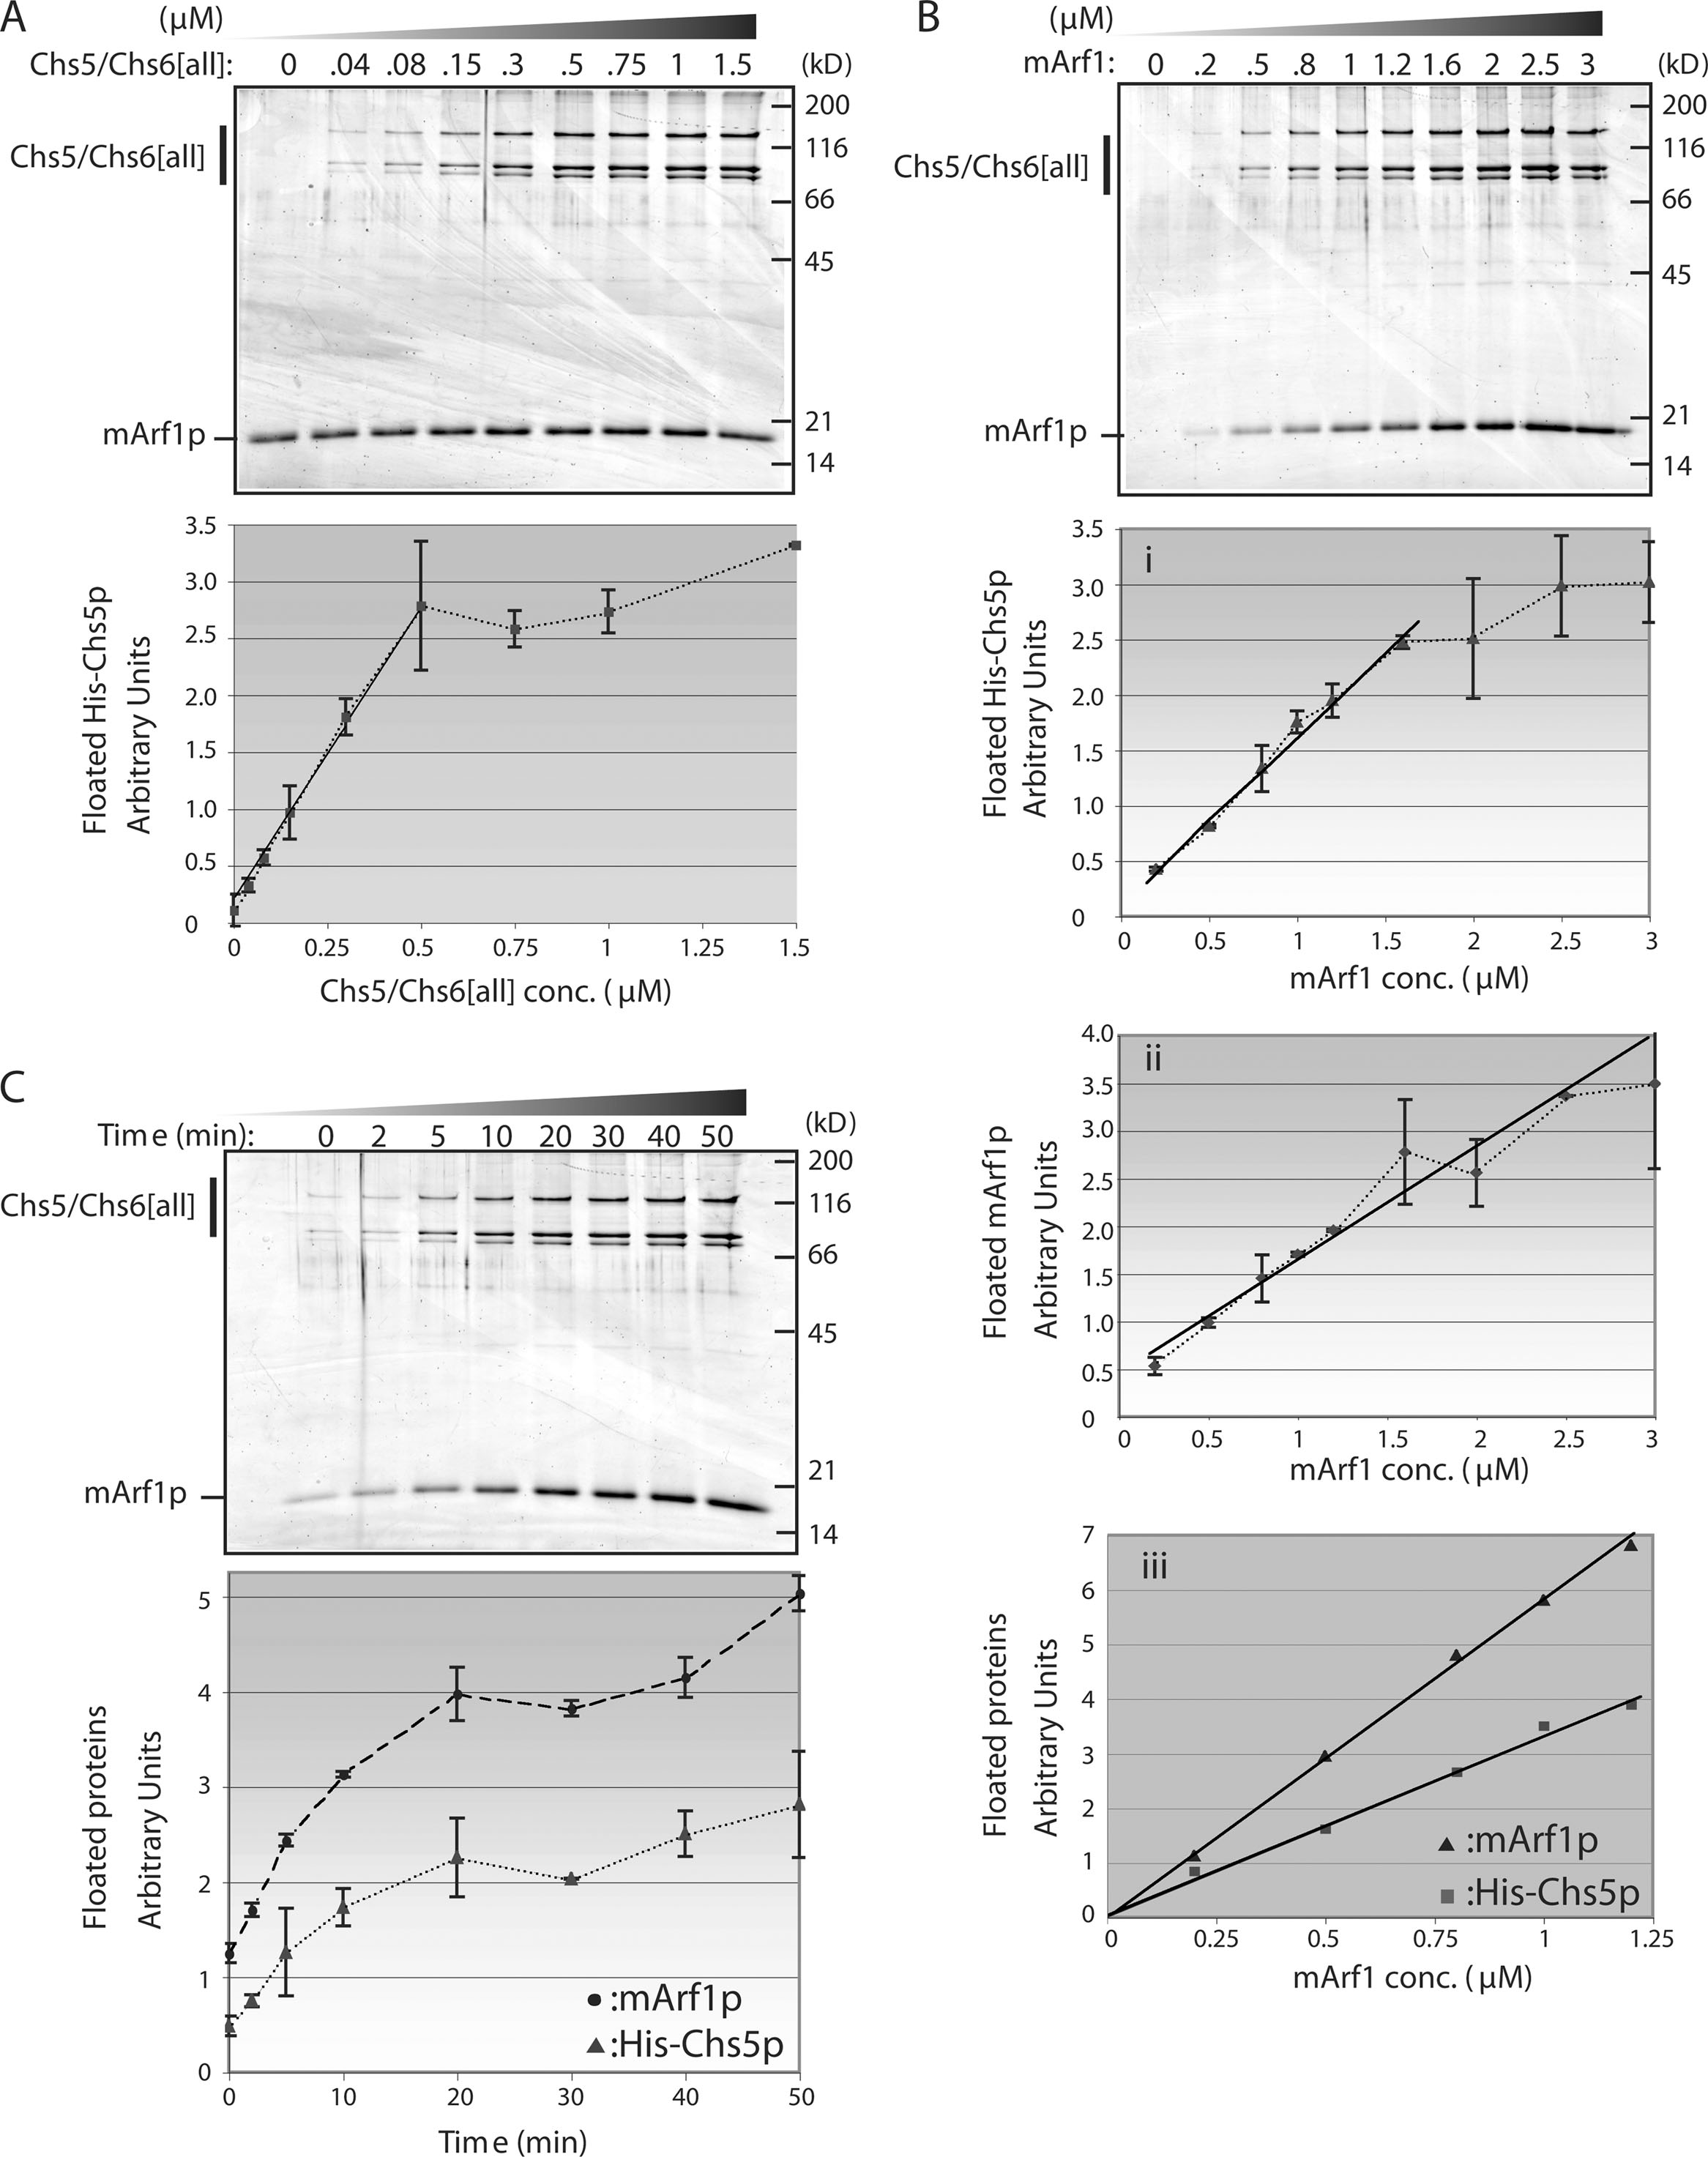 A
(µM)
Chs5/Chs6[all]: 0 .04 .08 .15 .3 .5 .75 1 1.5 (kD)
200
116
66
45
21
14
Chs5/Chs6[all]
mArf1p
3.5
3.0
2.5
2.0
1.5
1.0
0.5
0
Floated His-Chs5p
Arbitrary Units
0 0.25 0.5 0.75 1 1.25 1.5
Chs5/Chs6[all] conc. (µM)
B
(µM)
mArf1: 0 .2 .5 .8 1 1.2 1.6 2 2.5 3 (kD)
200
116
66
45
21
14
Chs5/Chs6[all]
mArf1p
i
3.5
3.0
2.5
2.0
1.5
1.0
0.5
0
Floated His-Chs5p
Arbitrary Units
0 0.5 1 1.5 2 2.5 3
mArf1 conc. (µM)
ii
4.0
3.5
3.0
2.5
2.0
1.5
1.0
0.5
0
Floated mArf1p
Arbitrary Units
0 0.5 1 1.5 2 2.5 3
mArf1 conc. (µM)
iii
7
6
5
4
3
2
1
0
Floated proteins
Arbitrary Units
:mArf1p
:His-Chs5p
0 0.25 0.5 0.75 1 1.25
mArf1 conc. (µM)
C
Time (min): 0 2 5 10 20 30 40 50 (kD)
200
116
66
45
21
14
Chs5/Chs6[all]
mArf1p
5
4
3
2
1
0
Floated proteins
Arbitrary Units
:mArf1p
:His-Chs5p
0 10 20 30 40 50
Time (min)